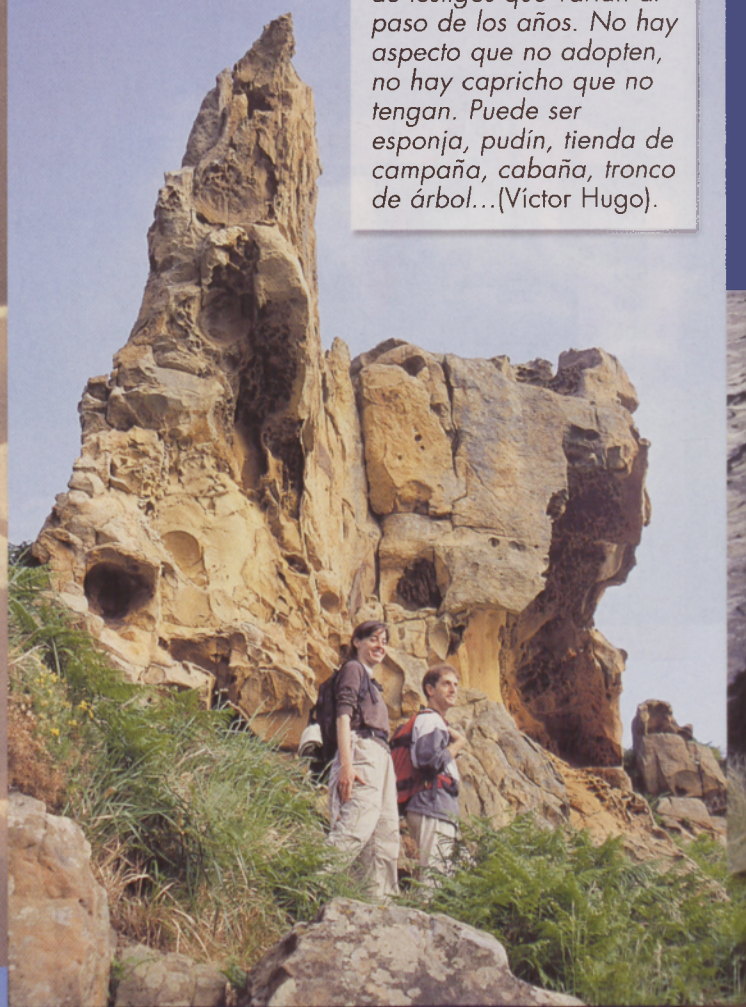 paso de los años. No hay
aspecto que no adopten,
no hay capricho que no
tengan. Puede ser
esponja, pudín, tienda de
campaña, cabaña, tronco
de árbol...(Víctor Hugo).